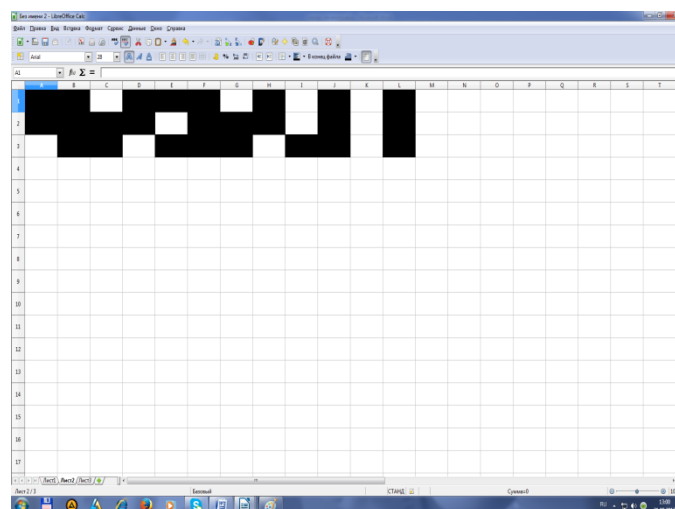 Без имени 2 - LibreOffice Calc
Файл Правка Вид Вставка Формат Сервис Данные Окно Справка
Arial 28 В конец файла
A1
A B C D E F G H I J K L M N O P Q R S T
1
2
3
4
5
6
7
8
9
10
11
12
13
14
15
16
17
Лист1 Лист2 Лист3
Лист 2 / 3 Базовый СТАНД Сумма=0
RU 13:00